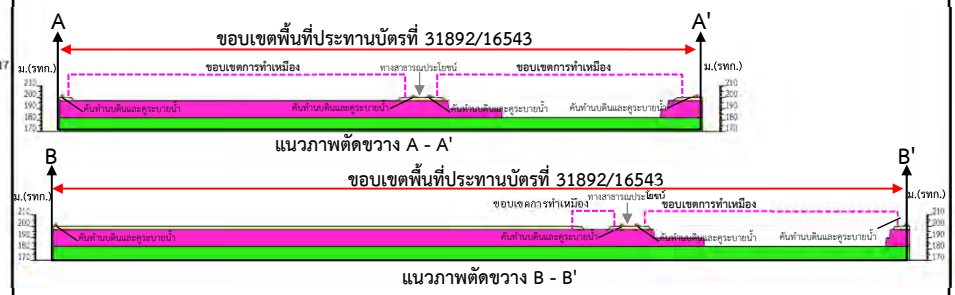 A A'
ขอบเขตพื้นที่ประทานบัตรที่ 31892/16543
ม.(รทก.) ขอบเขตการทำเหมือง ทางสาธารณประโยชน์ ขอบเขตการทำเหมือง ม.(รทก.)
210 210
200 200
190 คันทำนบดินและคูระบายน้ำ คันทำนบดินและคูระบายน้ำ คันทำนบดินและคูระบายน้ำ คันทำนบดินและคูระบายน้ำ 190
180 180
170 170
แนวภาพตัดขวาง A - A'
B B'
ขอบเขตพื้นที่ประทานบัตรที่ 31892/16543
ม.(รทก.) ขอบเขตการทำเหมือง ทางสาธารณประโยชน์ ขอบเขตการทำเหมือง ม.(รทก.)
210 210
200 200
190 คันทำนบดินและคูระบายน้ำ คันทำนบดินและคูระบายน้ำ คันทำนบดินและคูระบายน้ำ คันทำนบดินและคูระบายน้ำ 190
180 180
170 170
แนวภาพตัดขวาง B - B'